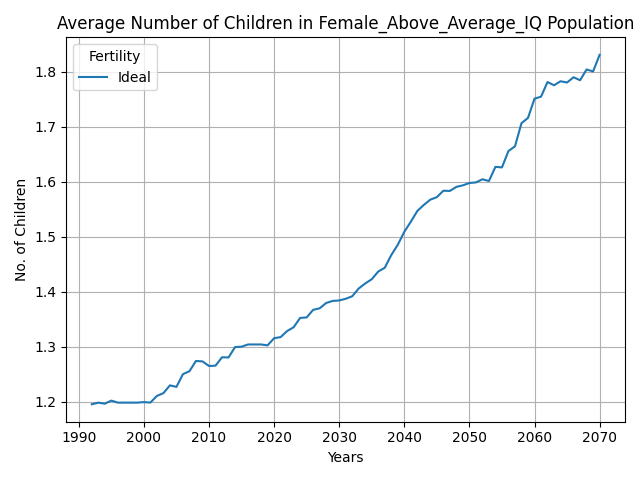 Average Number of Children in Female_Above_Average_IQ Population
Fertility
Ideal
No. of Children
1.8
1.7
1.6
1.5
1.4
1.3
1.2
1990 2000 2010 2020 2030 2040 2050 2060 2070
Years